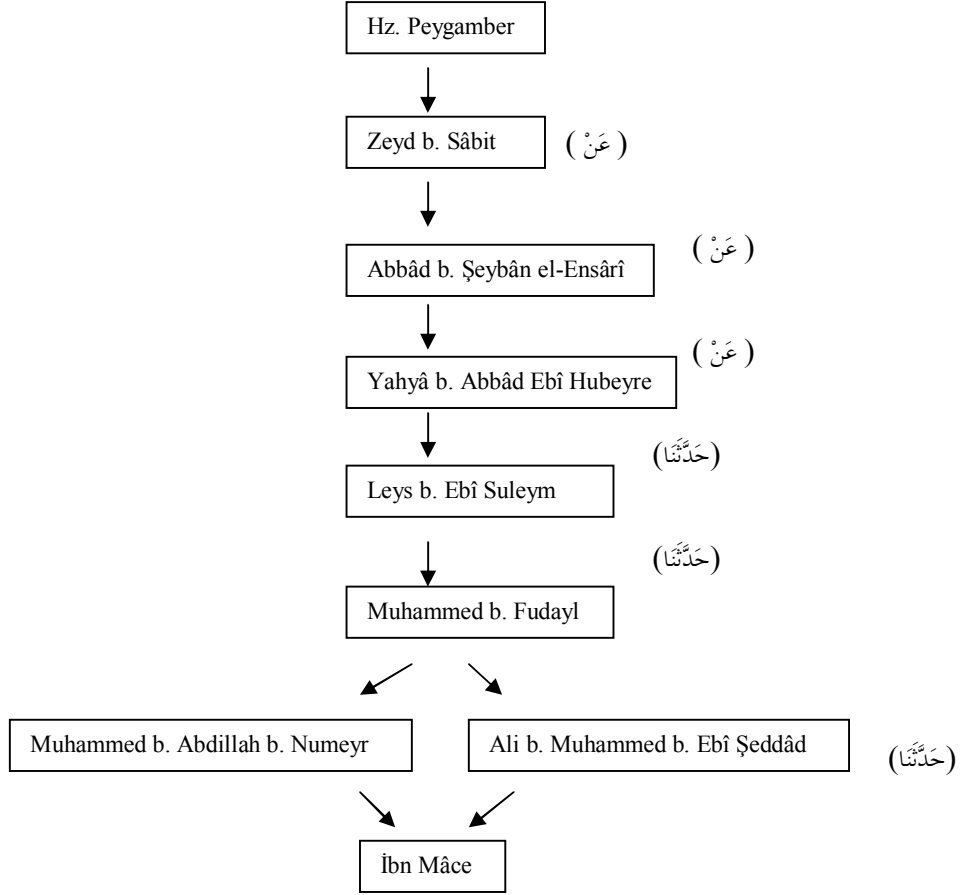 Hz. Peygamber
Zeyd b. Sâbit ( عَنْ )
( عَنْ )
Abbâd b. Şeybân el-Ensârî
( عَنْ )
Yahyâ b. Abbâd Ebî Hubeyre
(حَدَّثَنَا)
Leys b. Ebî Suleym
(حَدَّثَنَا)
Muhammed b. Fudayl
Muhammed b. Abdillah b. Numeyr Ali b. Muhammed b. Ebî Şeddâd (حَدَّثَنَا)
İbn Mâce